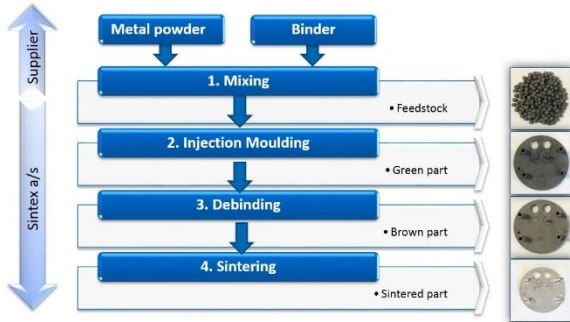 Supplier
Sintex a/s
Metal powder
Binder
1. Mixing
• Feedstock
2. Injection Moulding
• Green part
3. Debinding
• Brown part
4. Sintering
• Sintered part